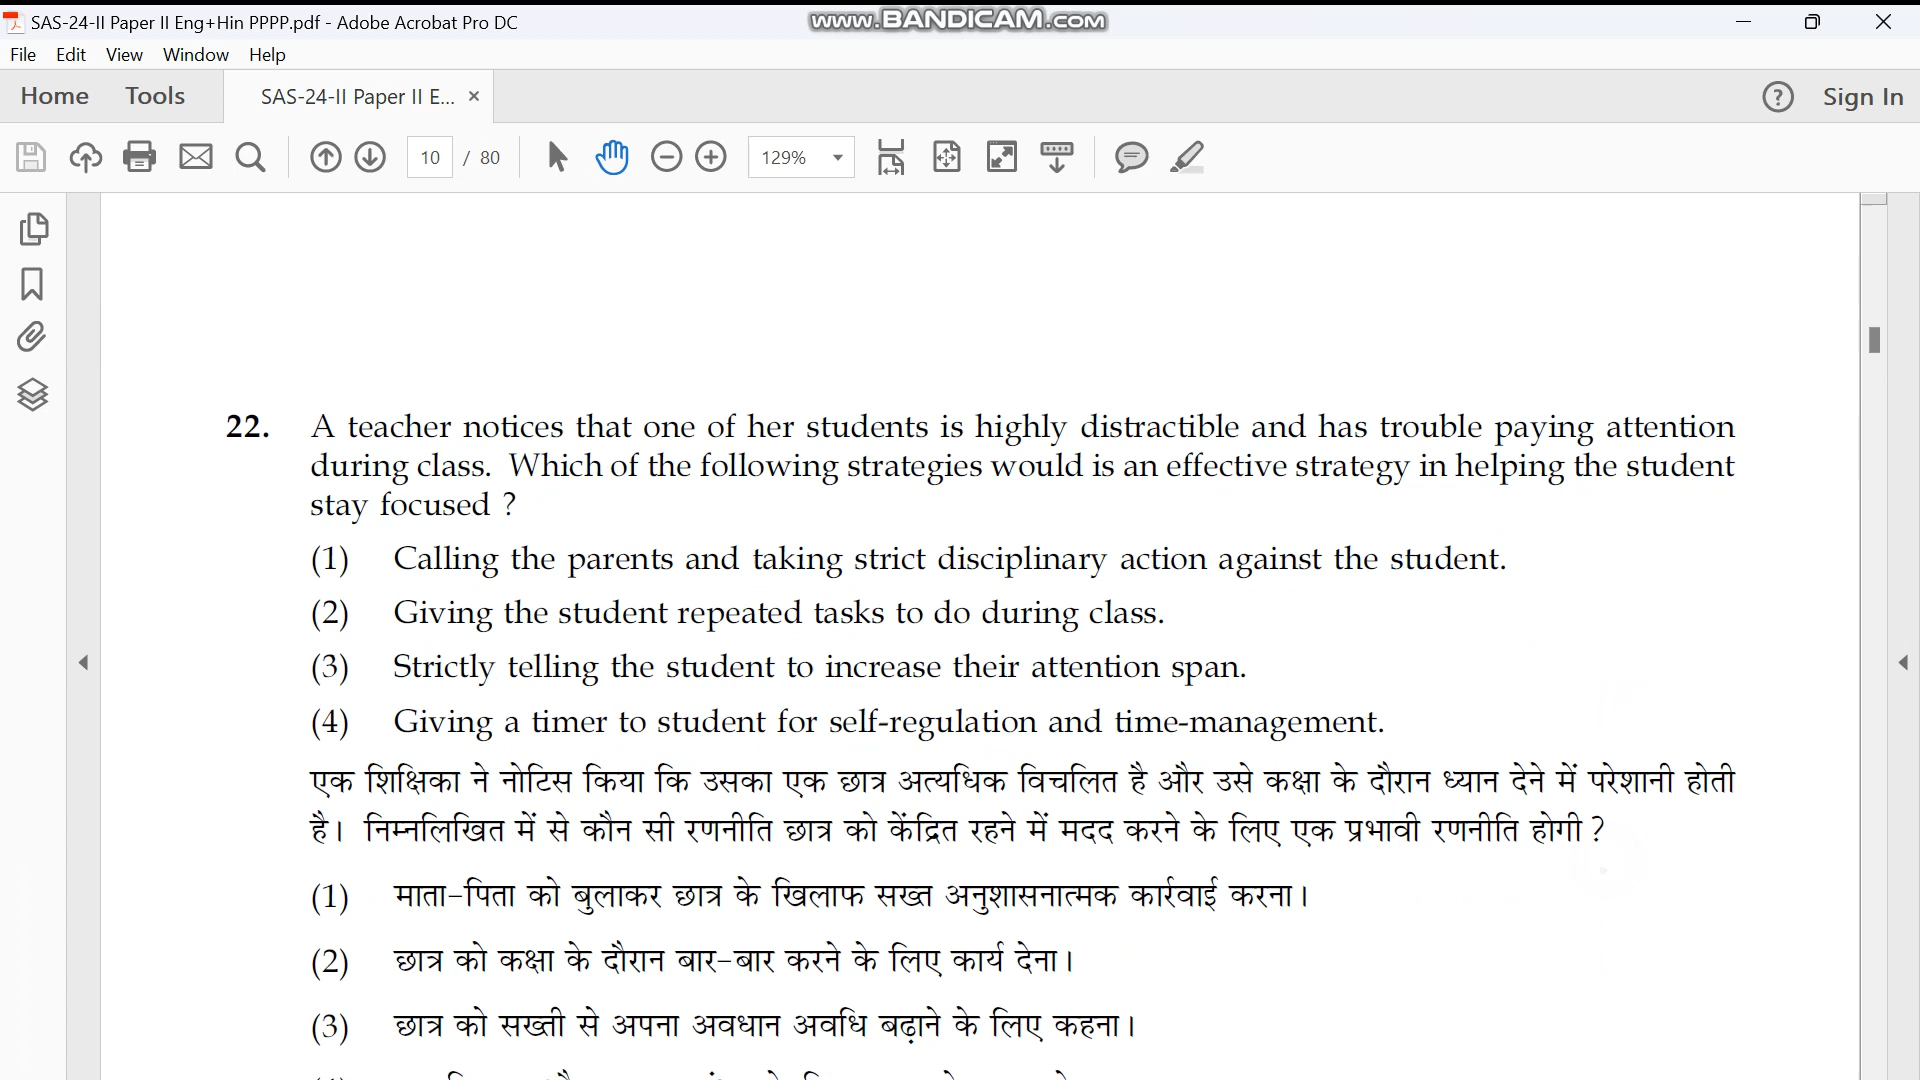 SAS-24-II Paper II Eng+Hin PPPP.pdf - Adobe Acrobat Pro DC
www.BANDICAM.com
File Edit View Window Help
Home Tools SAS-24-II Paper II E... × ? Sign In
10 / 80 129%
22. A teacher notices that one of her students is highly distractible and has trouble paying attention
during class. Which of the following strategies would is an effective strategy in helping the student
stay focused ?
(1) Calling the parents and taking strict disciplinary action against the student.
(2) Giving the student repeated tasks to do during class.
(3) Strictly telling the student to increase their attention span.
(4) Giving a timer to student for self-regulation and time-management.
एक शिक्षिका ने नोटिस किया कि उसका एक छात्र अत्यधिक विचलित है और उसे कक्षा के दौरान ध्यान देने में परेशानी होती
है। निम्नलिखित में से कौन सी रणनीति छात्र को केंद्रित रहने में मदद करने के लिए एक प्रभावी रणनीति होगी ?
(1) माता-पिता को बुलाकर छात्र के खिलाफ सख्त अनुशासनात्मक कार्रवाई करना।
(2) छात्र को कक्षा के दौरान बार-बार करने के लिए कार्य देना।
(3) छात्र को सख्ती से अपना अवधान अवधि बढ़ाने के लिए कहना।